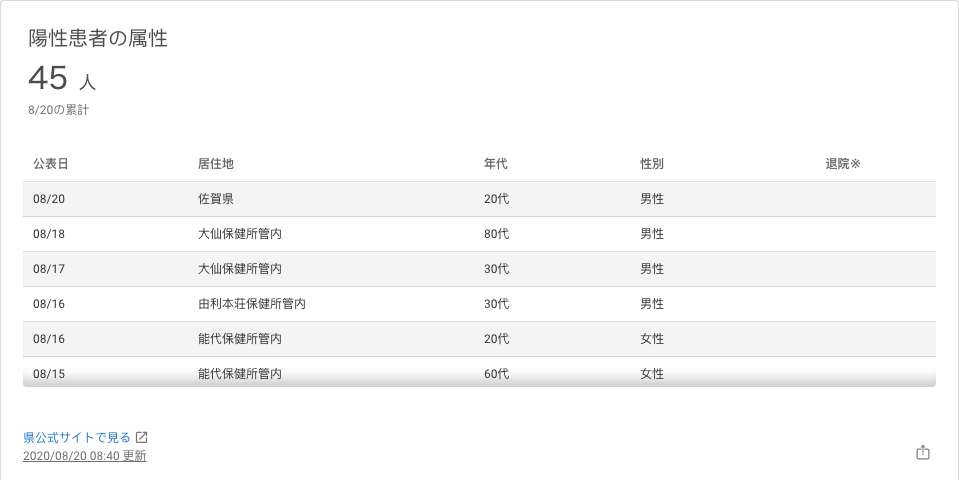 陽性患者の属性
45 人
8/20の累計
公表日 居住地 年代 性別 退院※
08/20 佐賀県 20代 男性
08/18 大仙保健所管内 80代 男性
08/17 大仙保健所管内 30代 男性
08/16 由利本荘保健所管内 30代 男性
08/16 能代保健所管内 20代 女性
08/15 能代保健所管内 60代 女性
県公式サイトで見る
2020/08/20 08:40 更新